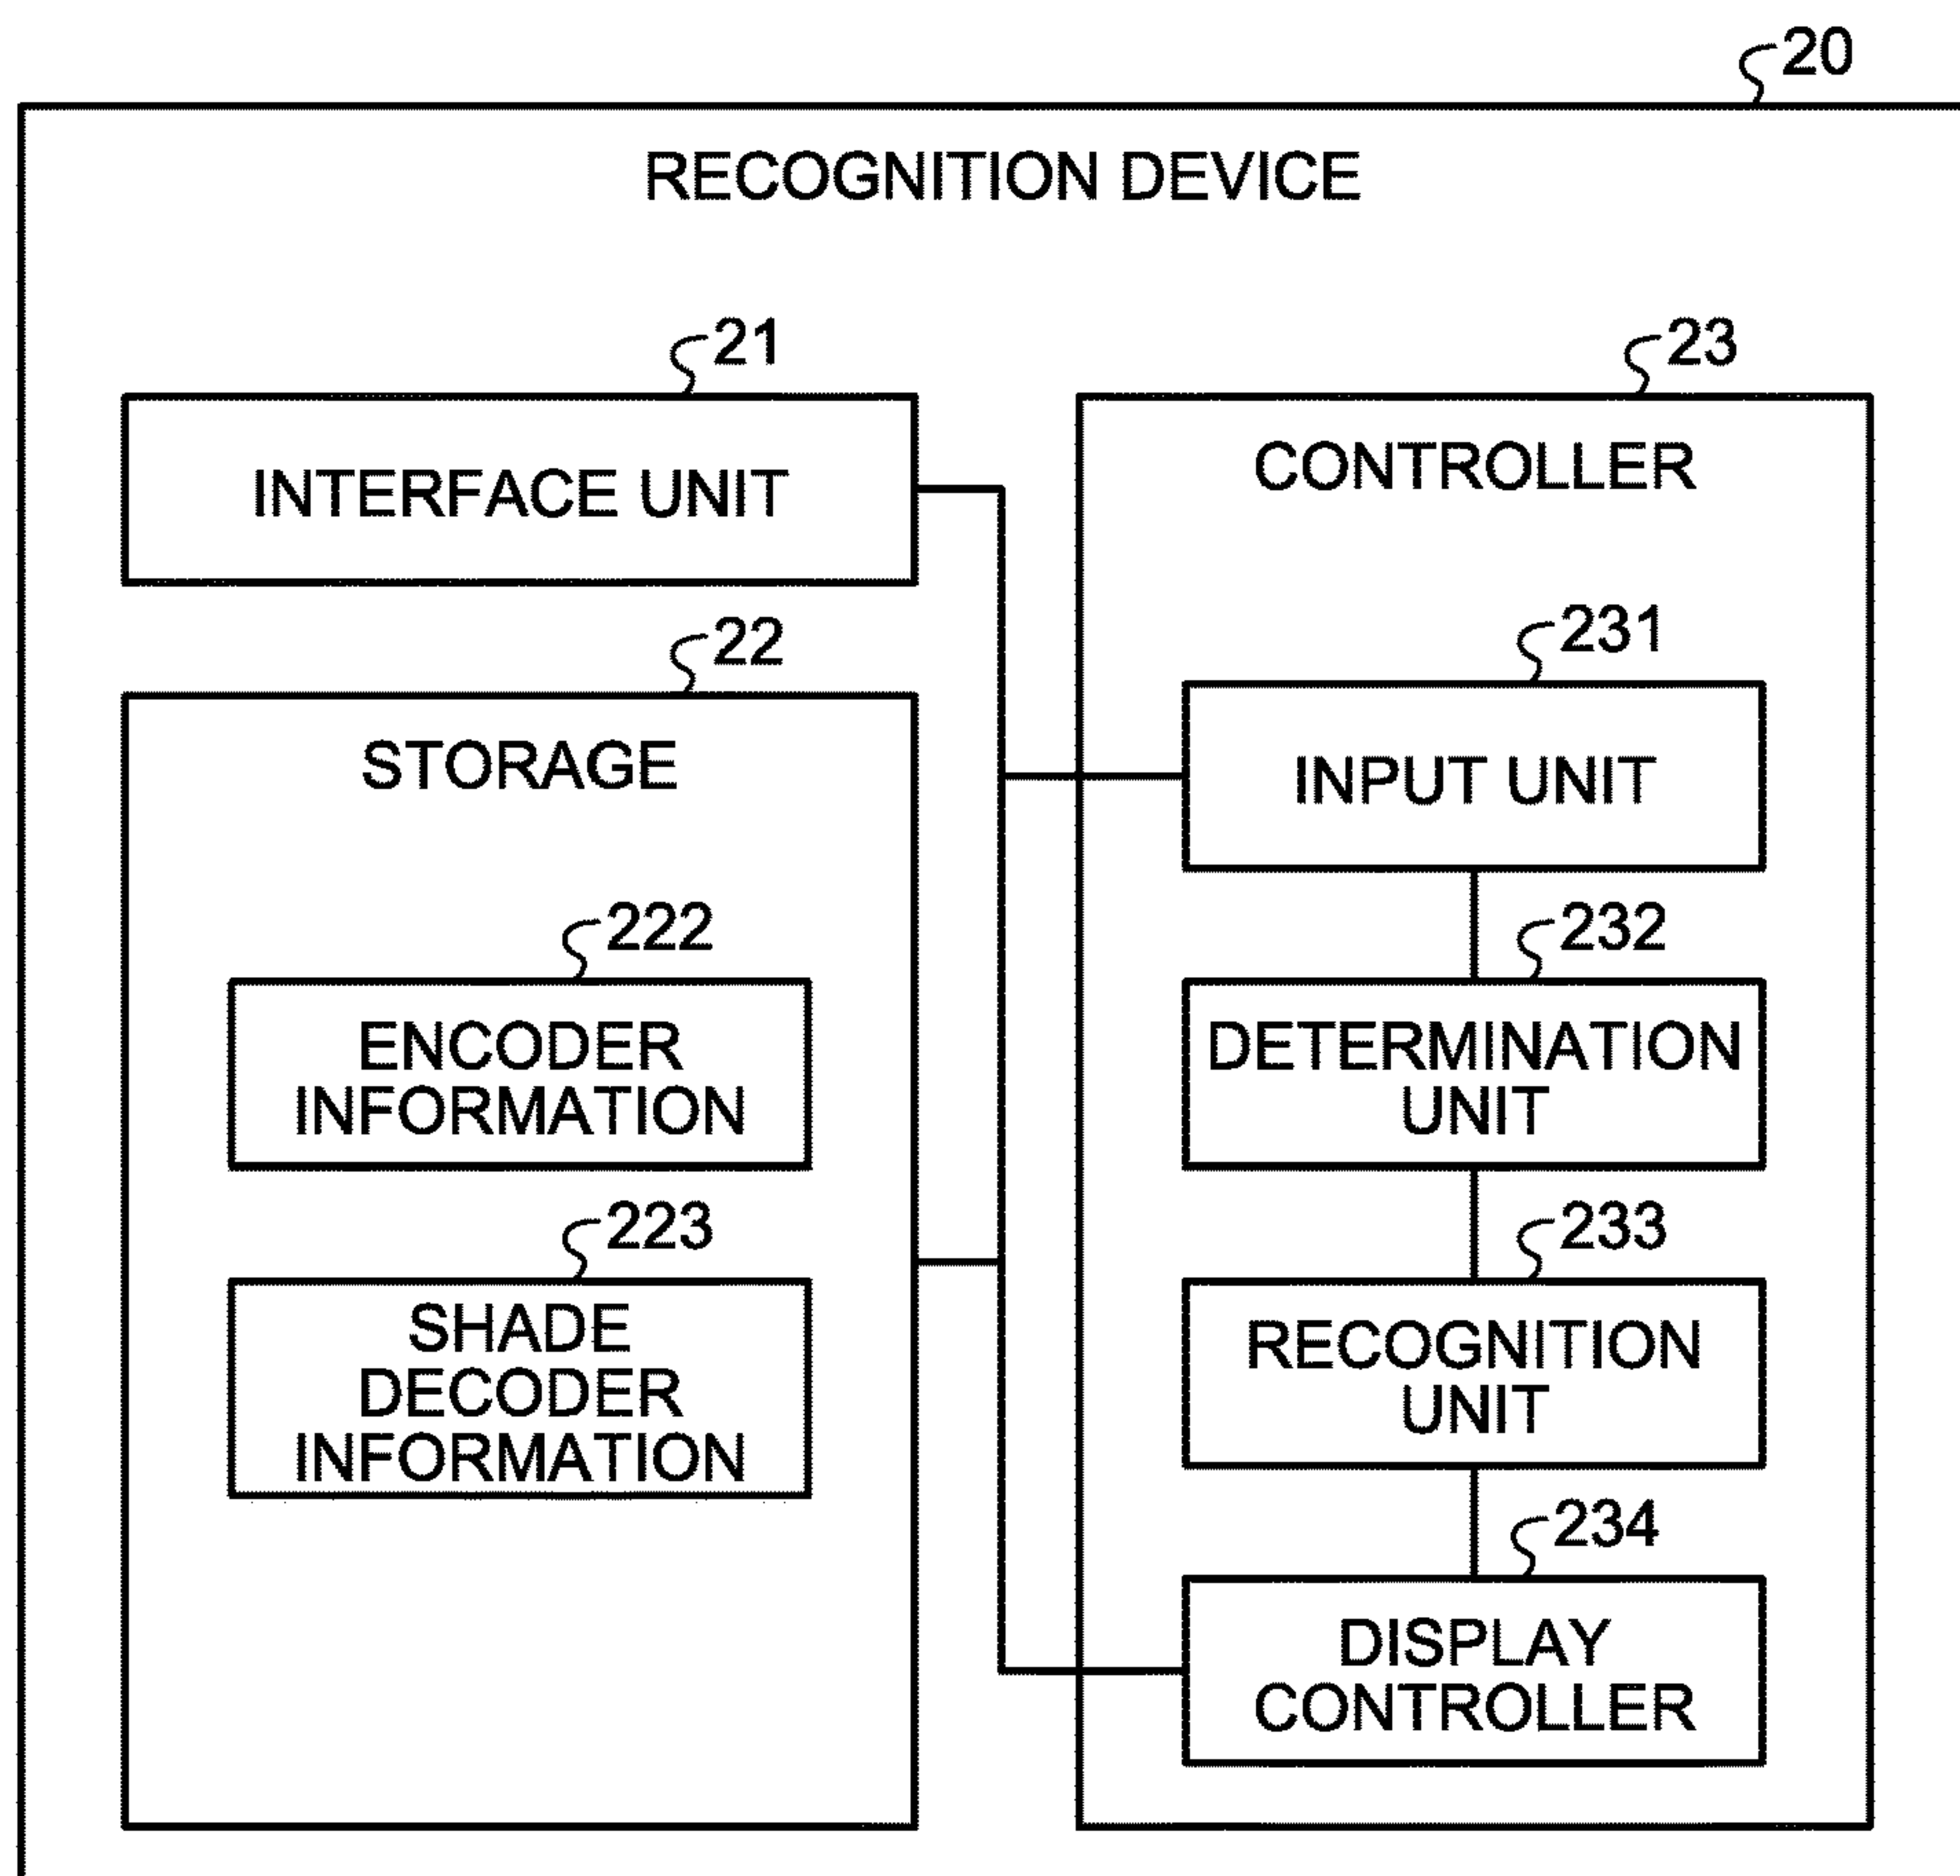 20
RECOGNITION DEVICE
21
INTERFACE UNIT
22
STORAGE
222
ENCODER
INFORMATION
223
SHADE
DECODER
INFORMATION
23
CONTROLLER
231
INPUT UNIT
232
DETERMINATION
UNIT
233
RECOGNITION
UNIT
234
DISPLAY
CONTROLLER